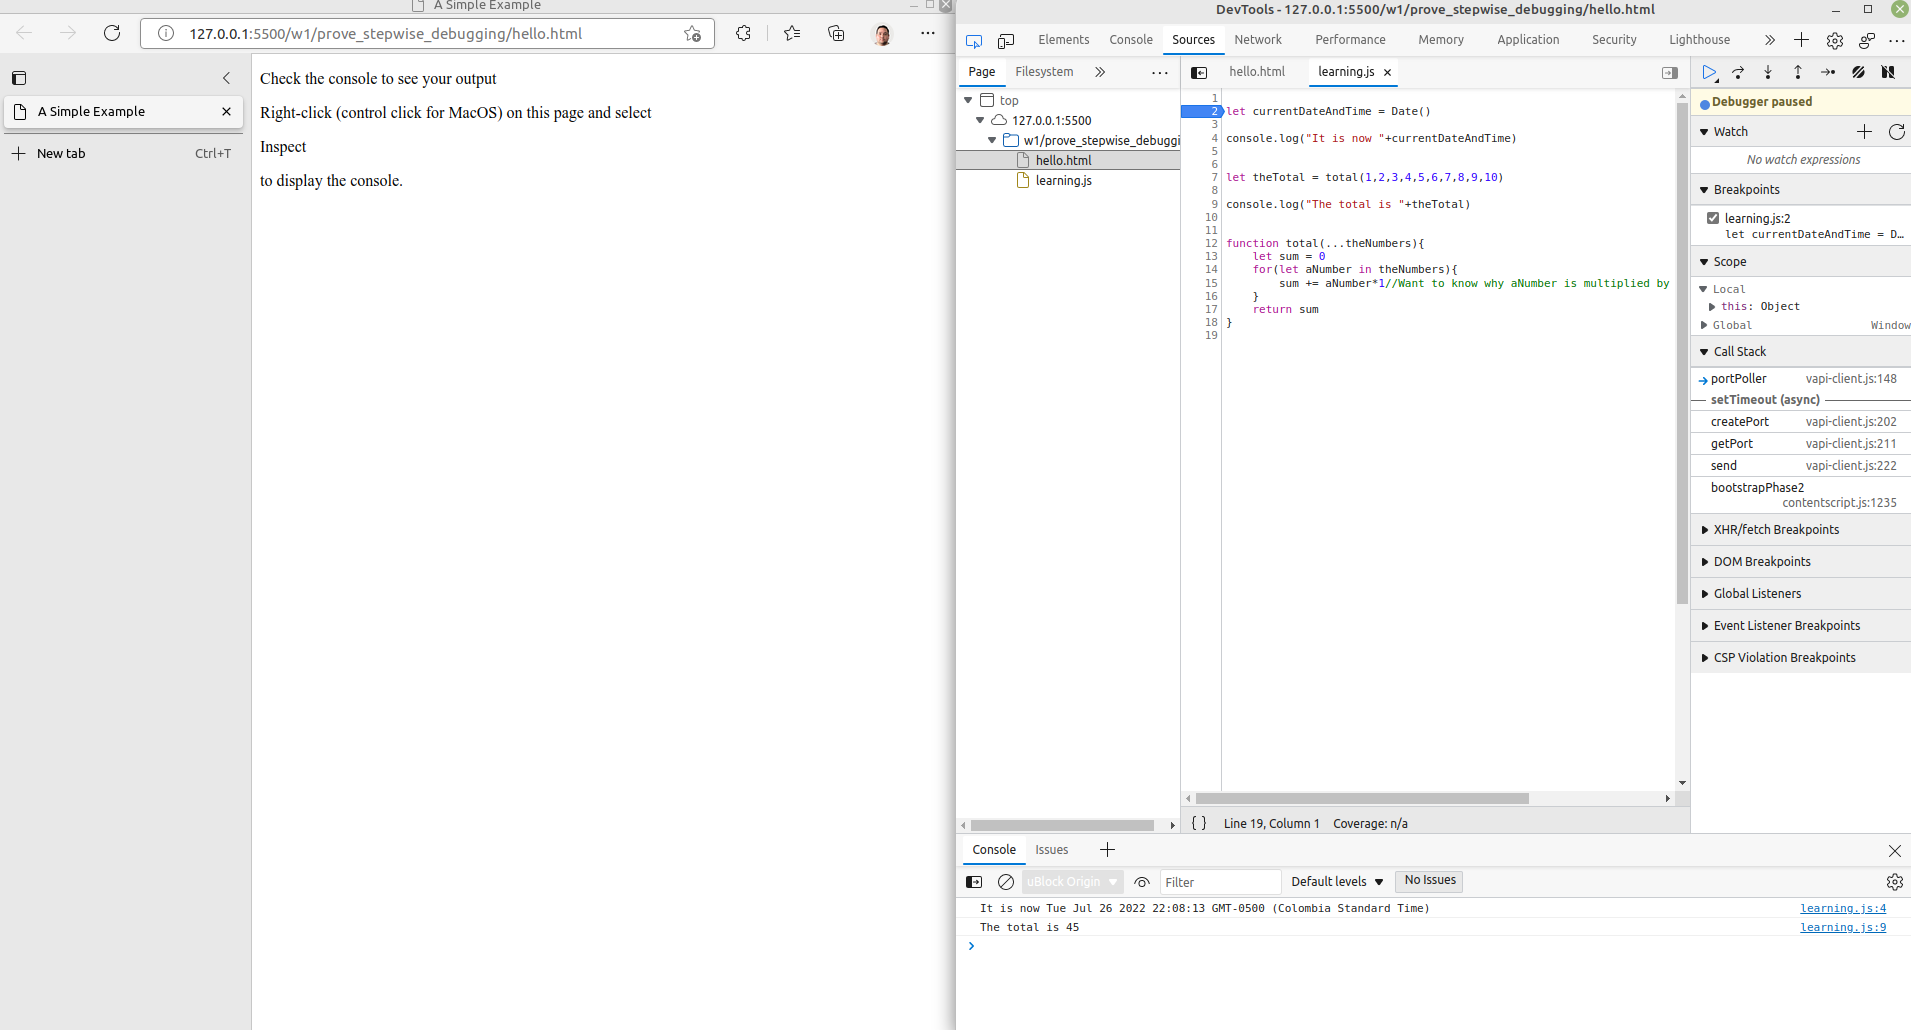 A Simple Example
127.0.0.1:5500/w1/prove_stepwise_debugging/hello.html
A Simple Example
New tab Ctrl+T
Check the console to see your output
Right-click (control click for MacOS) on this page and select
Inspect
to display the console.
DevTools - 127.0.0.1:5500/w1/prove_stepwise_debugging/hello.html
Elements Console Sources Network Performance Memory Application Security Lighthouse
Page Filesystem
top
127.0.0.1:5500
w1/prove_stepwise_debuggi
hello.html
learning.js
hello.html learning.js
1
2 let currentDateAndTime = Date()
3
4 console.log("It is now "+currentDateAndTime)
5
6
7 let theTotal = total(1,2,3,4,5,6,7,8,9,10)
8
9 console.log("The total is "+theTotal)
10
11
12 function total(...theNumbers){
13 let sum = 0
14 for(let aNumber in theNumbers){
15 sum += aNumber*1//Want to know why aNumber is multiplied by
16 }
17 return sum
18 }
19
{ } Line 19, Column 1 Coverage: n/a
Debugger paused
Watch
No watch expressions
Breakpoints
learning.js:2
let currentDateAndTime = D…
Scope
Local
this: Object
Global Window
Call Stack
portPoller vapi-client.js:148
setTimeout (async)
createPort vapi-client.js:202
getPort vapi-client.js:211
send vapi-client.js:222
bootstrapPhase2
contentscript.js:1235
XHR/fetch Breakpoints
DOM Breakpoints
Global Listeners
Event Listener Breakpoints
CSP Violation Breakpoints
Console Issues
uBlock Origin Filter Default levels No Issues
It is now Tue Jul 26 2022 22:08:13 GMT-0500 (Colombia Standard Time) learning.js:4
The total is 45 learning.js:9